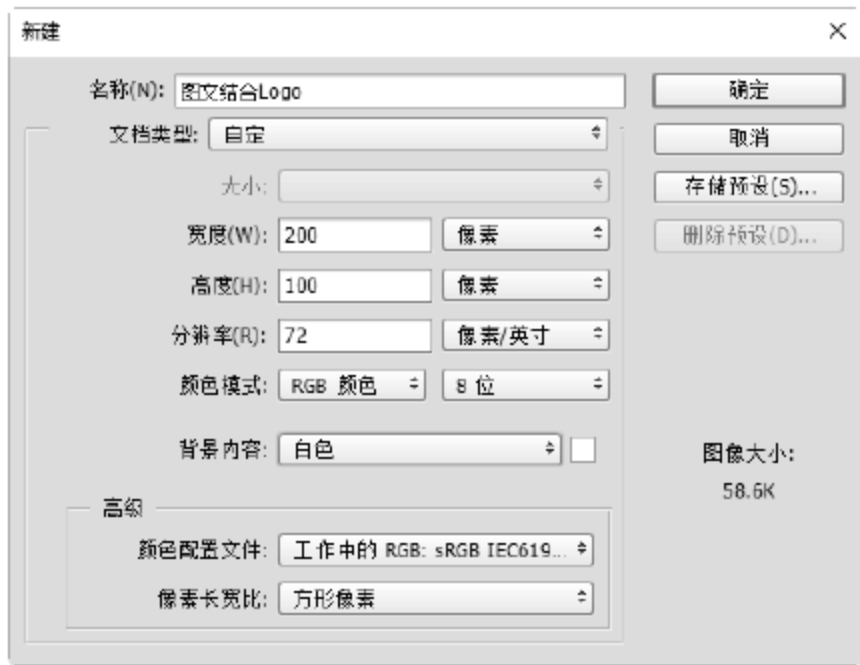 新建
名称(N): 图文结合Logo 确定
文档类型: 自定 取消
大小: 存储预设(S)...
宽度(W): 200 像素 删除预设(D)...
高度(H): 100 像素
分辨率(R): 72 像素/英寸
颜色模式: RGB 颜色 8 位
背景内容: 白色 图像大小:
58.6K
高级
颜色配置文件: 工作中的 RGB: sRGB IEC619...
像素长宽比: 方形像素